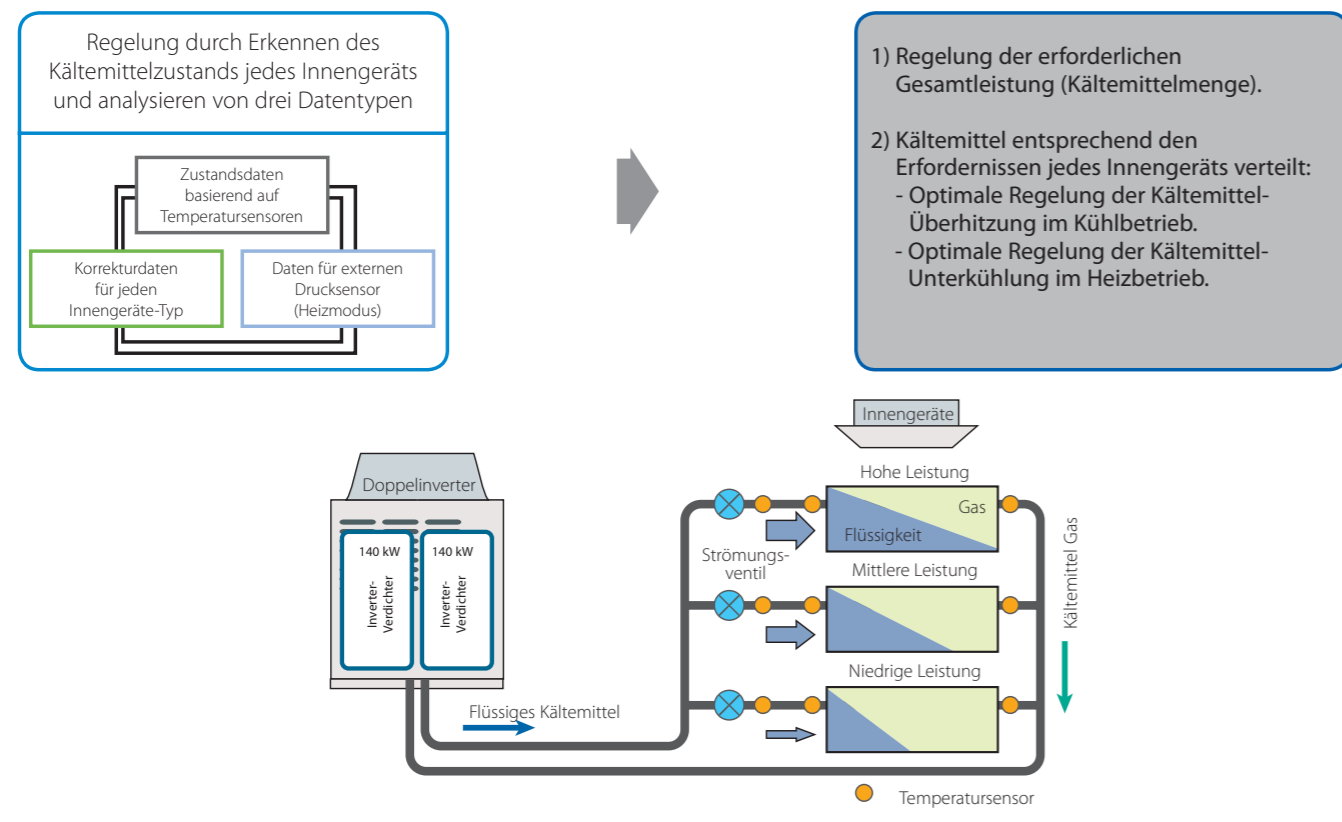 Regelung durch Erkennen des
Kältemittelzustands jedes Innengeräts
und analysieren von drei Datentypen
Zustandsdaten
basierend auf
Temperatursensoren
Korrekturdaten
für jeden
Innengeräte-Typ
Daten für externen
Drucksensor
(Heizmodus)
1) Regelung der erforderlichen
Gesamtleistung (Kältemittelmenge).
2) Kältemittel entsprechend den
Erfordernissen jedes Innengeräts verteilt:
- Optimale Regelung der Kältemittel-
Überhitzung im Kühlbetrieb.
- Optimale Regelung der Kältemittel-
Unterkühlung im Heizbetrieb.
Innengeräte
Doppelinverter
140 kW
Inverter-
Verdichter
140 kW
Inverter-
Verdichter
Flüssiges Kältemittel
Strömungs-
ventil
Hohe Leistung
Gas
Flüssigkeit
Mittlere Leistung
Niedrige Leistung
Kältemittel Gas
Temperatursensor